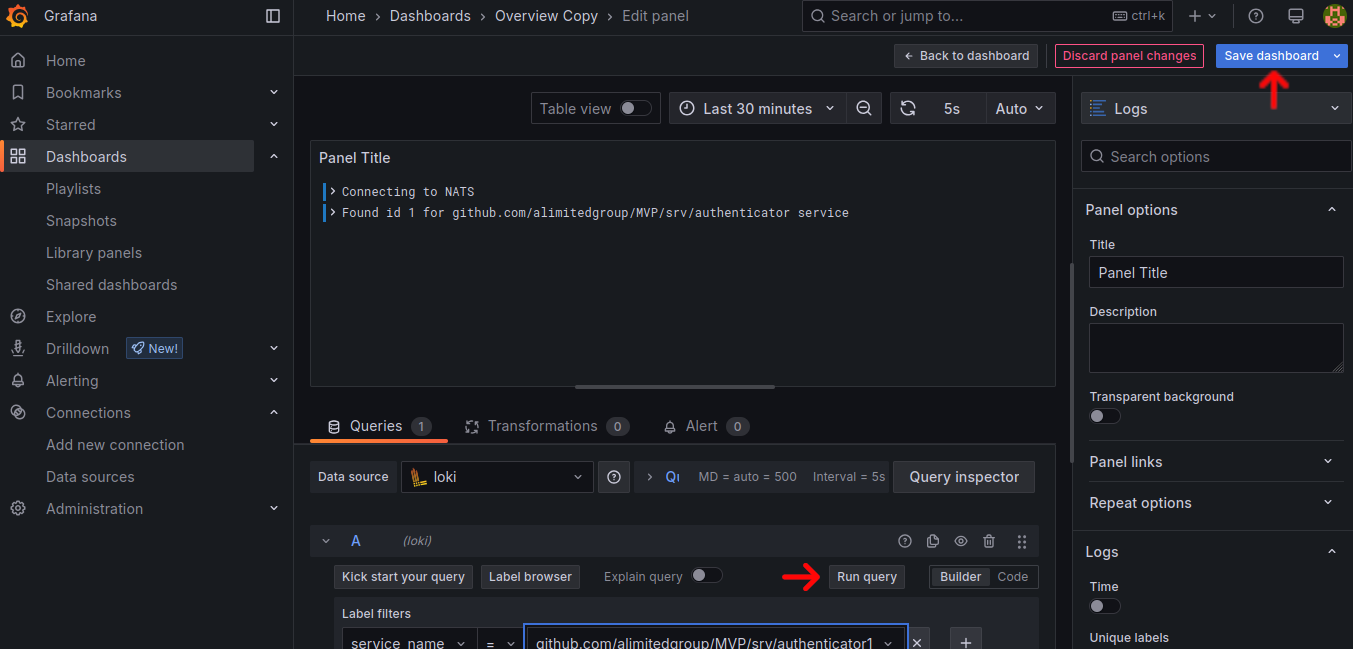 Grafana
Home › Dashboards › Overview Copy › Edit panel
Search or jump to...
ctrl+k
Back to dashboard
Discard panel changes
Save dashboard
Home
Bookmarks
Starred
Dashboards
Playlists
Snapshots
Library panels
Shared dashboards
Explore
Drilldown
New!
Alerting
Connections
Add new connection
Data sources
Administration
Table view
Last 30 minutes
5s
Auto
Panel Title
Connecting to NATS
Found id 1 for github.com/alimitedgroup/MVP/srv/authenticator service
Queries 1
Transformations 0
Alert 0
Data source
loki
MD = auto = 500
Interval = 5s
Query inspector
A
(loki)
Kick start your query
Label browser
Explain query
Run query
Builder
Code
Label filters
service_name
=
github.com/alimitedgroup/MVP/srv/authenticator1
Logs
Search options
Panel options
Title
Panel Title
Description
Transparent background
Panel links
Repeat options
Logs
Time
Unique labels